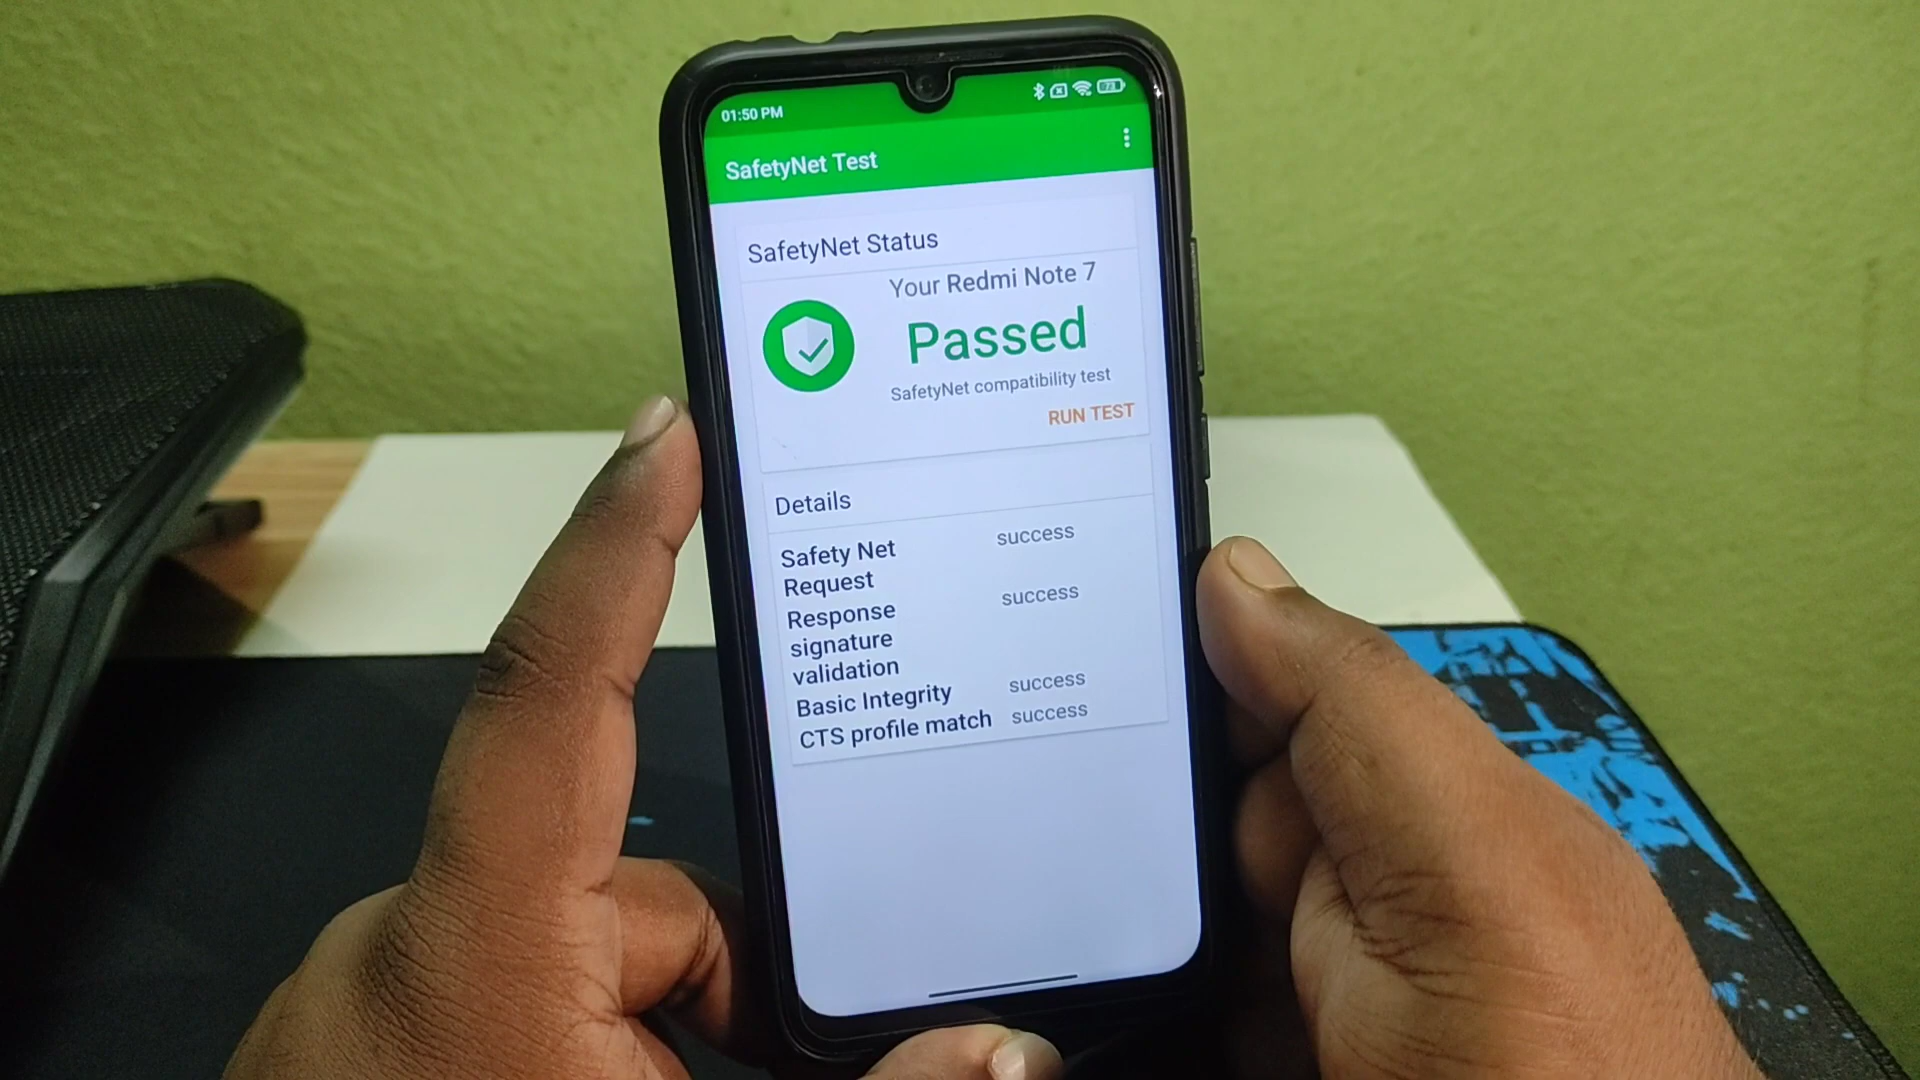 01:50 PM
73
SafetyNet Test
SafetyNet Status
Your Redmi Note 7
Passed
SafetyNet compatibility test
RUN TEST
Details
Safety Net success
Request
Response success
signature
validation
Basic Integrity success
CTS profile match success